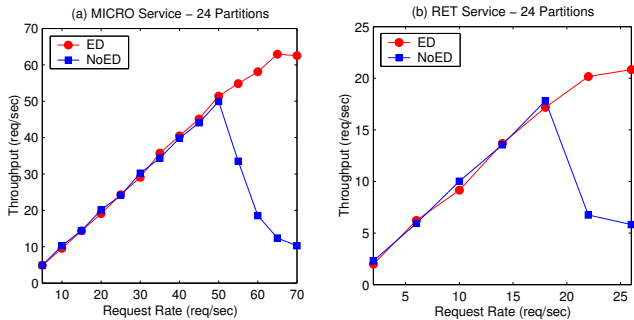 (a) MICRO Service − 24 Partitions
70
60
50
40
30
20
10
0
10 20 30 40 50 60 70
Throughput (req/sec)
Request Rate (req/sec)
ED
NoED
(b) RET Service − 24 Partitions
25
20
15
10
5
0
5 10 15 20 25
Throughput (req/sec)
Request Rate (req/sec)
ED
NoED